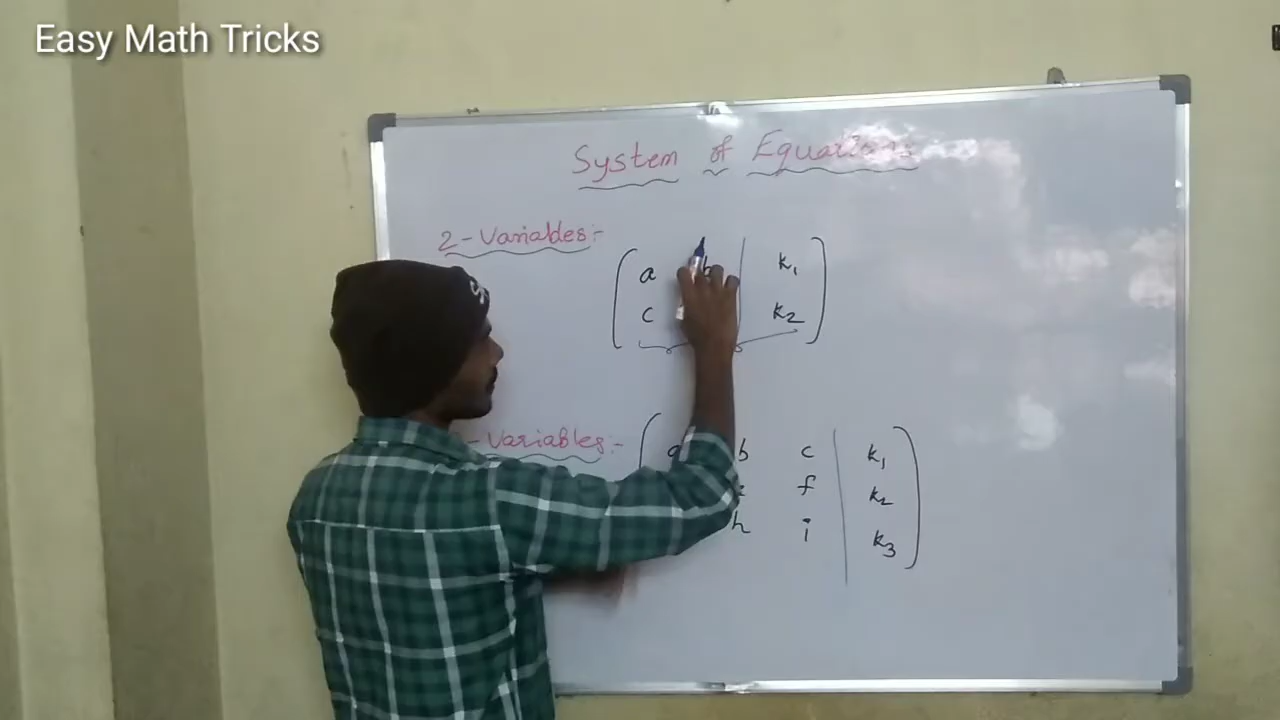 Easy Math Tricks
System of Equations
2-Variables:-
a b k₁
c k₂
-Variables:-
a b c k₁
f k₂
h i k₃